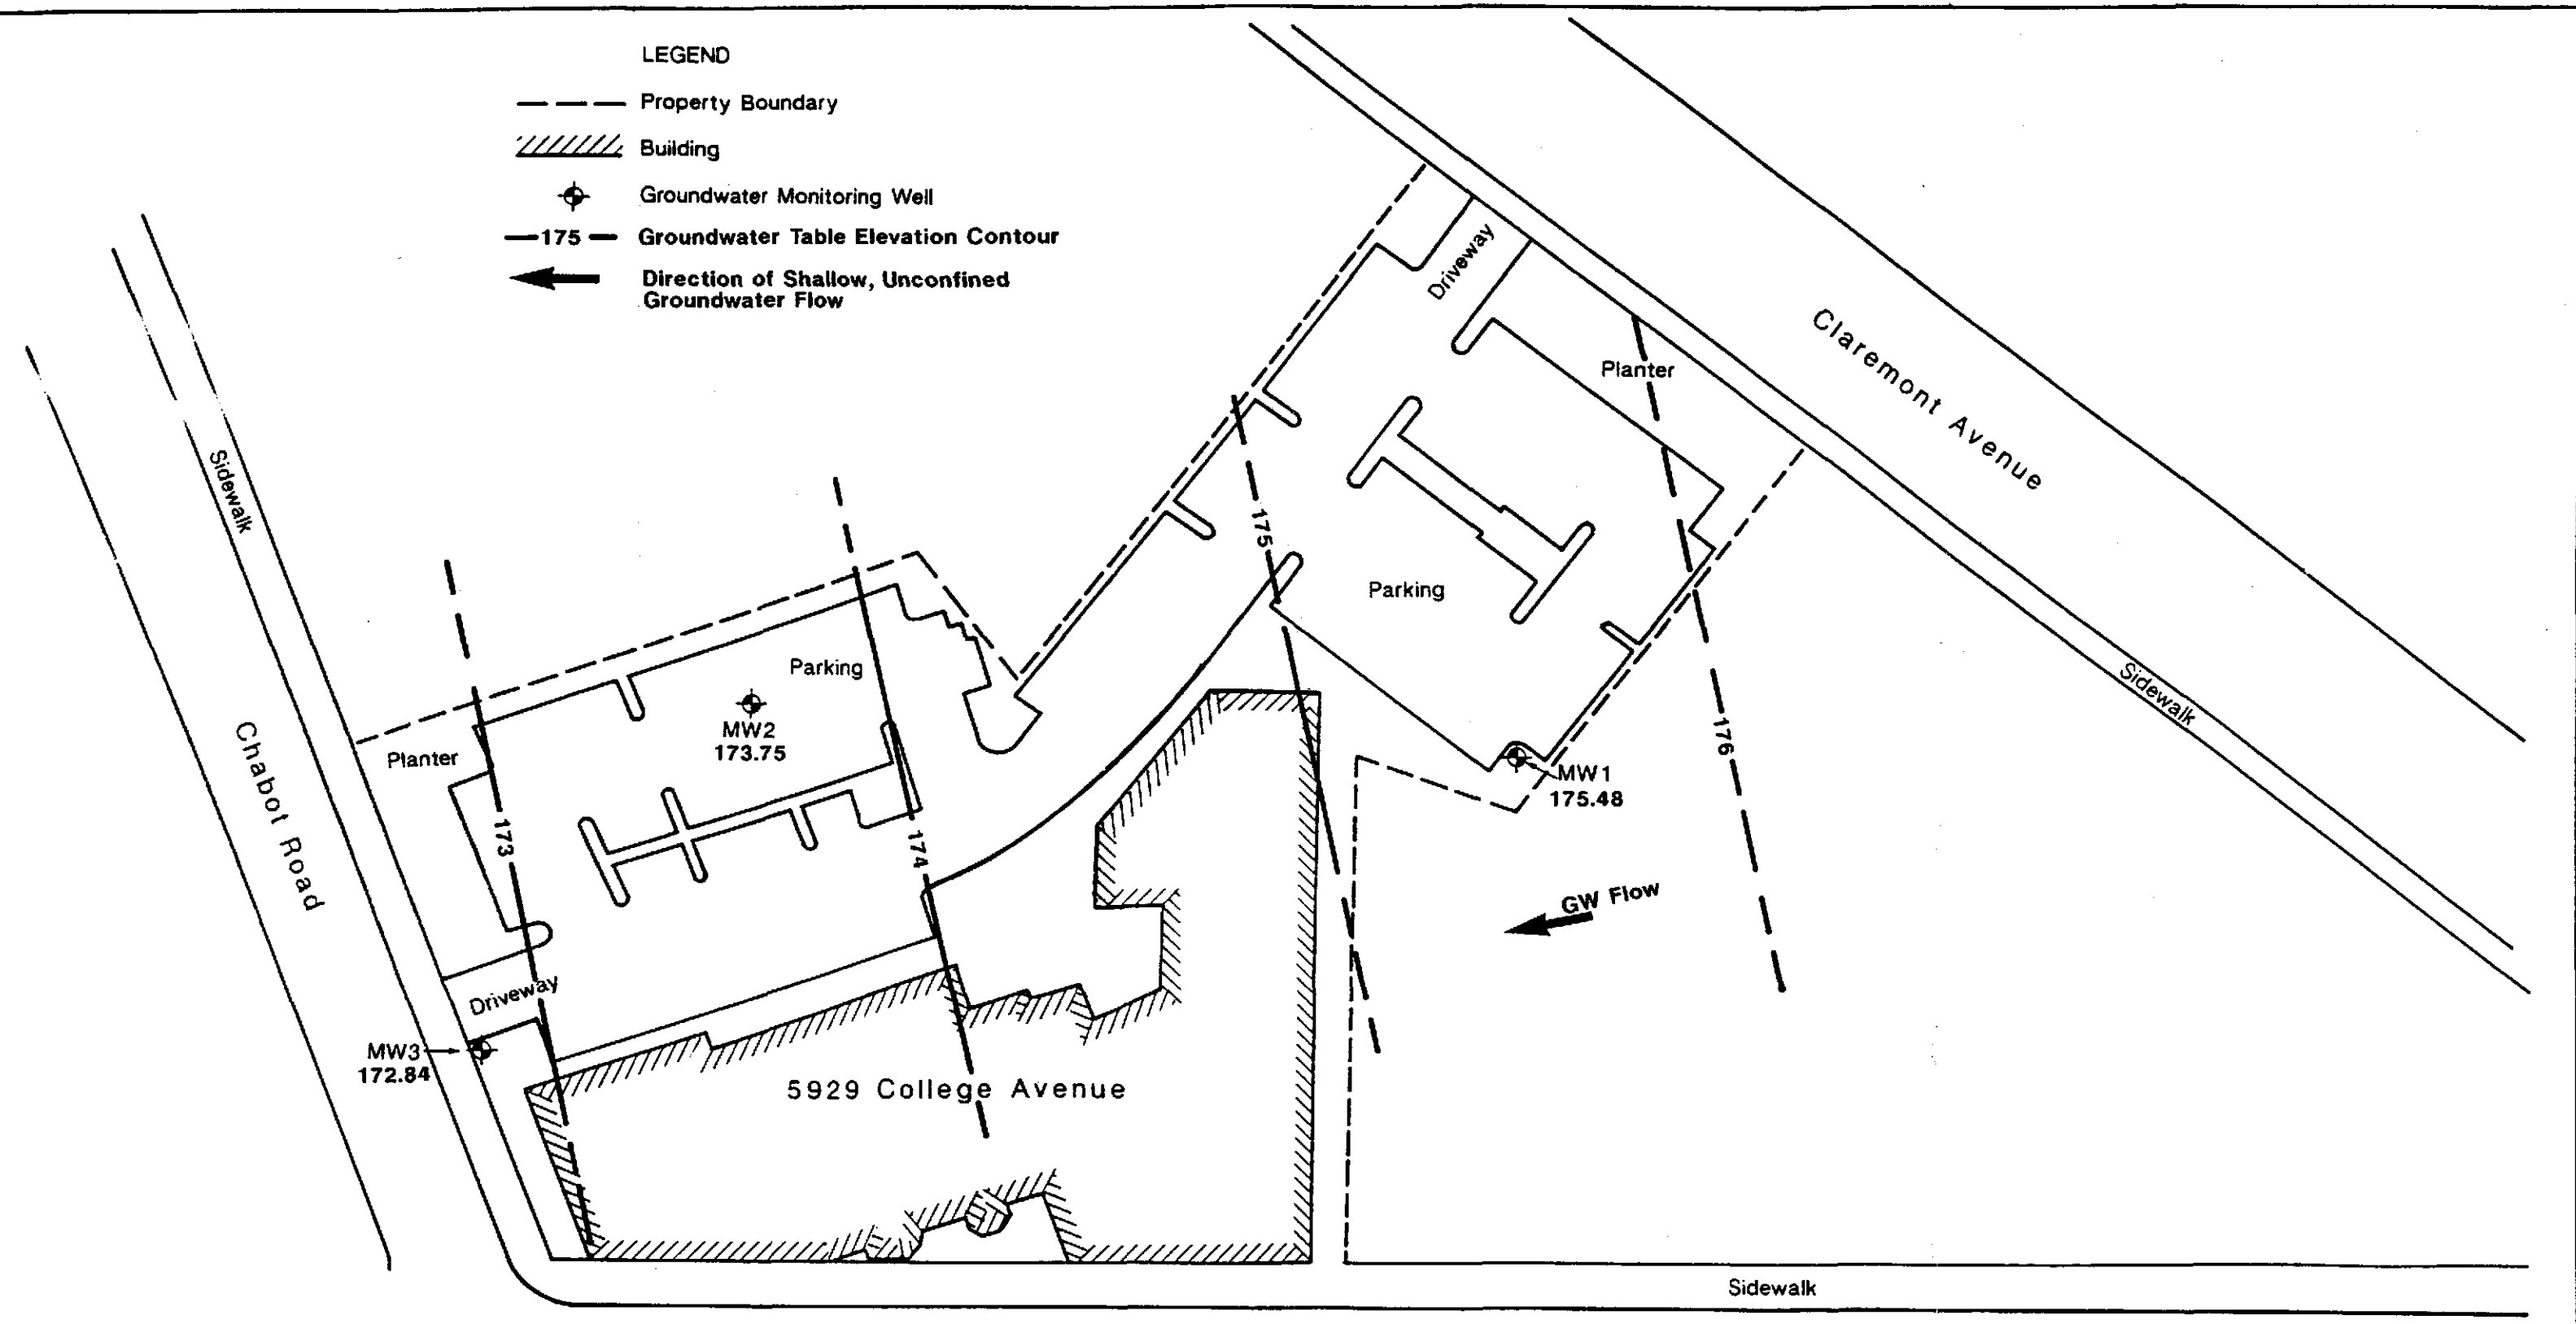 LEGEND
Property Boundary
Building
Groundwater Monitoring Well
175 Groundwater Table Elevation Contour
Direction of Shallow, Unconfined
Groundwater Flow
Driveway
Planter
Claremont Avenue
Sidewalk
175
Parking
Parking
MW2
173.75
Planter
Chabot Road
173
174
176
MW1
175.48
GW Flow
Sidewalk
Driveway
MW3
172.84
5929 College Avenue
Sidewalk